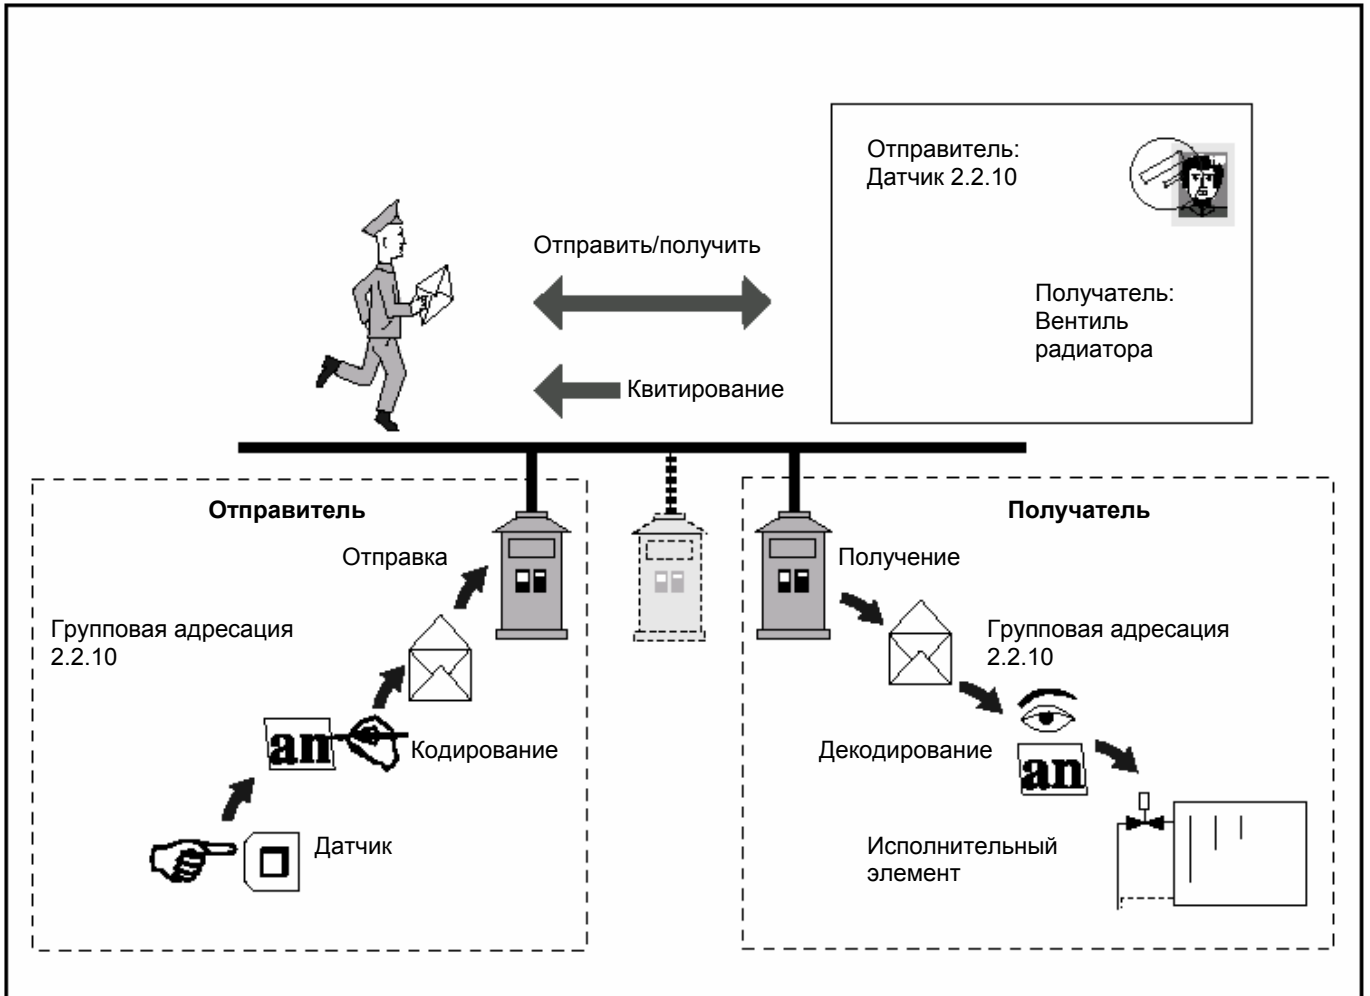 Отправитель:
Датчик 2.2.10
Отправить/получить
Получатель:
Вентиль
радиатора
Квитирование
Отправитель
Отправка
Групповая адресация
2.2.10
an
Кодирование
Датчик
Получатель
Получение
Групповая адресация
2.2.10
Декодирование
an
Исполнительный
элемент